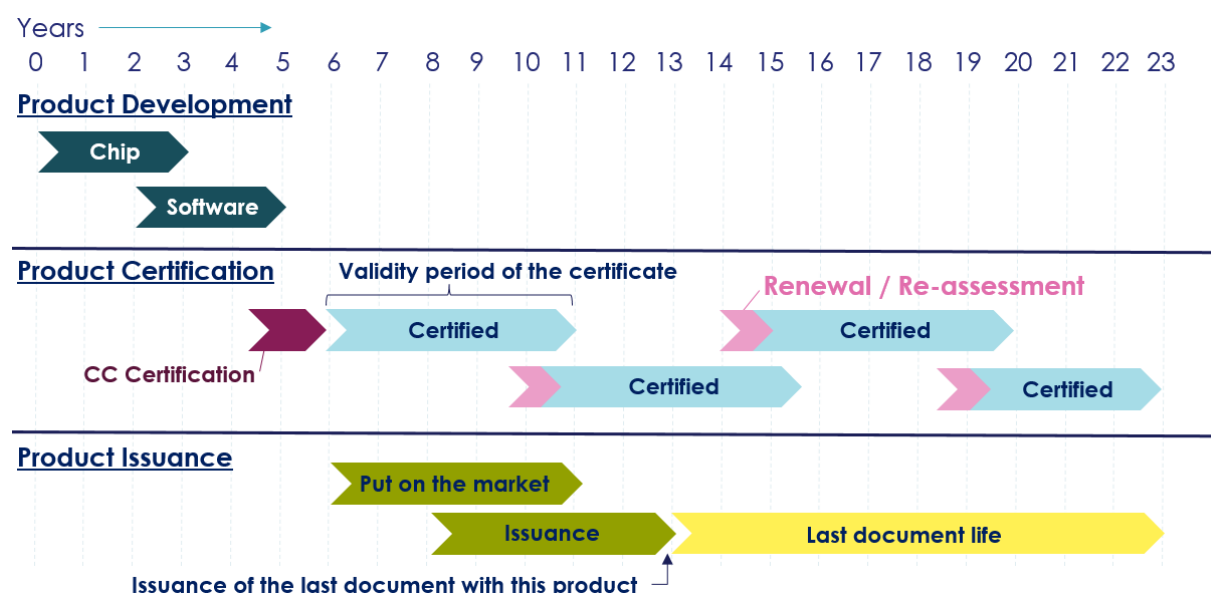 Years
0 1 2 3 4 5 6 7 8 9 10 11 12 13 14 15 16 17 18 19 20 21 22 23
Product Development
Chip
Software
Product Certification
Validity period of the certificate
Renewal / Re-assessment
Certified
Certified
CC Certification
Certified
Certified
Product Issuance
Put on the market
Issuance
Last document life
Issuance of the last document with this product